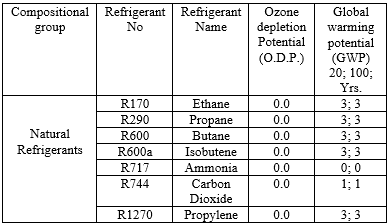 Compositional group Refrigerant No Refrigerant Name Ozone depletion Potential (O.D.P.) Global warming potential (GWP) 20; 100; Yrs.
Natural Refrigerants
R170 Ethane 0.0 3; 3
R290 Propane 0.0 3; 3
R600 Butane 0.0 3; 3
R600a Isobutene 0.0 3; 3
R717 Ammonia 0.0 0; 0
R744 Carbon Dioxide 0.0 1; 1
R1270 Propylene 0.0 3; 3